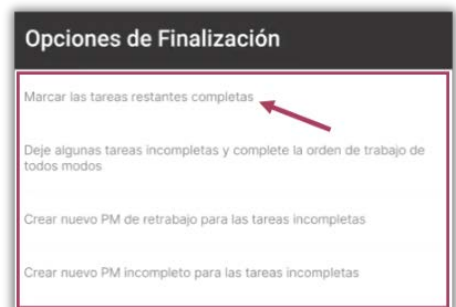 Opciones de Finalización
Marcar las tareas restantes completas
Deje algunas tareas incompletas y complete la orden de trabajo de
todos modos
Crear nuevo PM de retrabajo para las tareas incompletas
Crear nuevo PM incompleto para las tareas incompletas